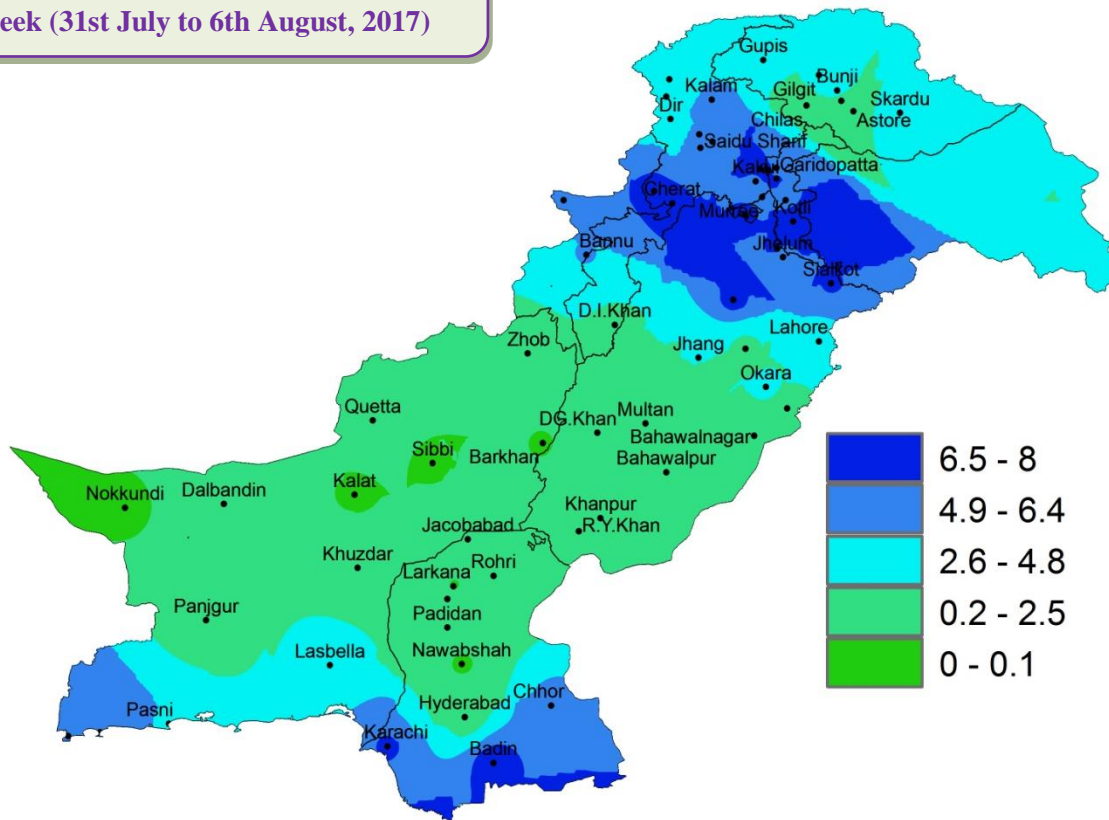 eek (31st July to 6th August, 2017)
Gupis
Bunji
Kalam
Gilgit
Skardu
Dir
Chilas
Astore
Saidu Sharif
Garidopatta
Cherat
Kotli
Bannu
Jhelum
Sialkot
D.I.Khan
Lahore
Zhob
Jhang
Okara
Quetta
DG.Khan
Multan
Sibbi
Barkhan
Bahawalnagar
Bahawalpur
Nokkundi
Dalbandin
Kalat
Khanpur
Jacobabad
R.Y.Khan
Khuzdar
Rohri
Larkana
Panjgur
Padidan
Lasbella
Nawabshah
Pasni
Hyderabad
Chhor
Karachi
Badin
6.5 - 8
4.9 - 6.4
2.6 - 4.8
0.2 - 2.5
0 - 0.1